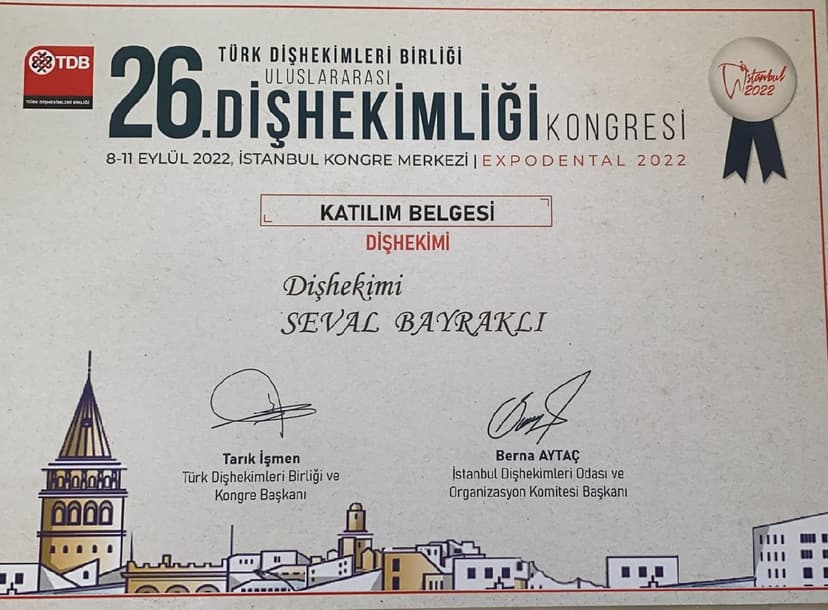 TDB
TÜRK DİŞHEKİMLERİ BİRLİĞİ
TÜRK DİŞHEKİMLERİ BİRLİĞİ
ULUSLARARASI
26.DİŞHEKİMLİĞİ KONGRESİ
8-11 EYLÜL 2022, İSTANBUL KONGRE MERKEZİ | EXPODENTAL 2022
İstanbul
2022
KATILIM BELGESİ
DİŞHEKİMİ
Dişhekimi
SEVAL BAYRAKLI
Tarık İşmen
Türk Dişhekimleri Birliği ve
Kongre Başkanı
Berna AYTAÇ
İstanbul Dişhekimleri Odası ve
Organizasyon Komitesi Başkanı